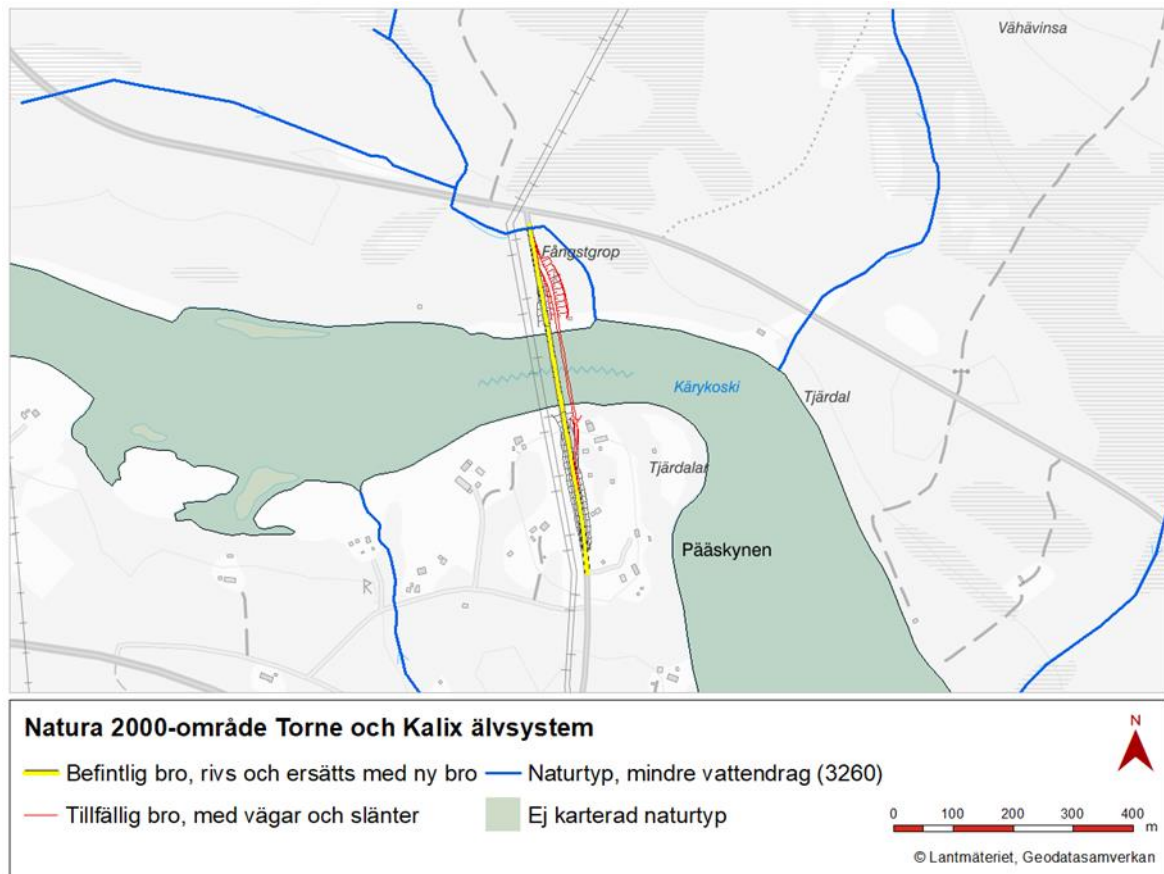 Vähävinsa
Fångstgrop
Kärykoski
Tjärdal
Tjärdalar
Pääskynen
R
Natura 2000-område Torne och Kalix älvsystem
Befintlig bro, rivs och ersätts med ny bro
Naturtyp, mindre vattendrag (3260)
Tillfällig bro, med vägar och slänter
Ej karterad naturtyp
N
0 100 200 300 400
m
© Lantmäteriet, Geodatasamverkan